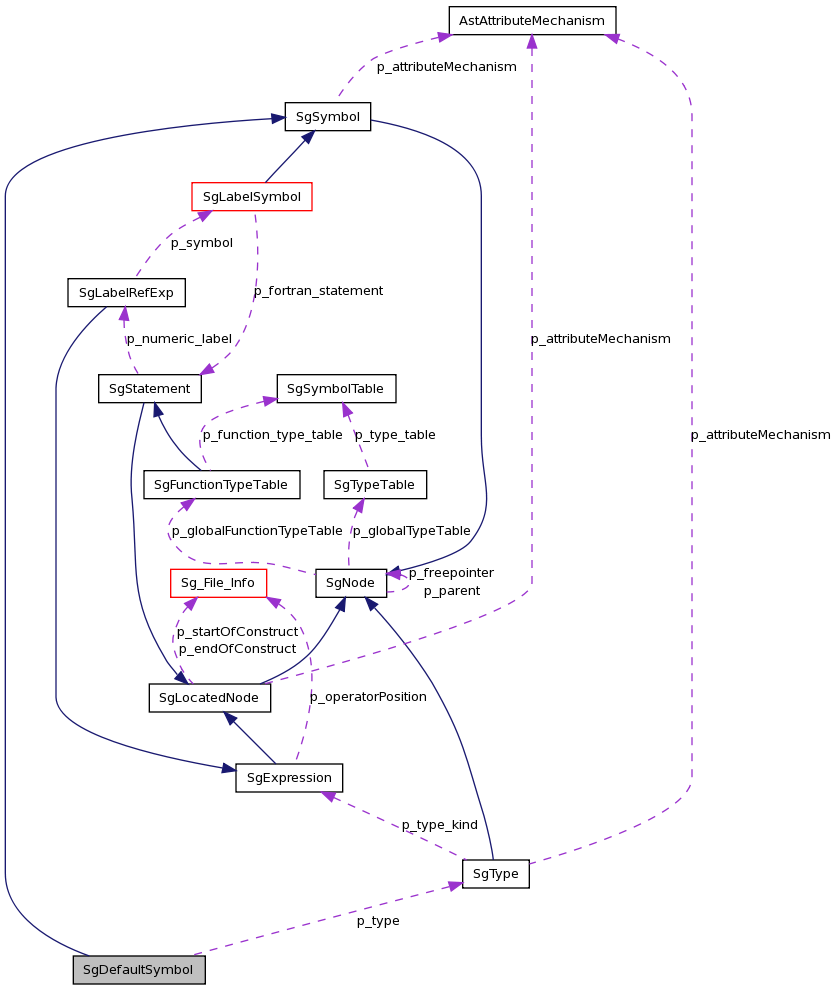 AstAttributeMechanism
p_attributeMechanism
SgSymbol
SgLabelSymbol
p_symbol
SgLabelRefExp
p_fortran_statement
p_numeric_label
p_attributeMechanism
SgStatement
SgSymbolTable
p_function_type_table
p_type_table
p_attributeMechanism
SgFunctionTypeTable
SgTypeTable
p_globalFunctionTypeTable
p_globalTypeTable
Sg_File_Info
SgNode
p_freepointer
p_parent
p_startOfConstruct
p_endOfConstruct
SgLocatedNode
p_operatorPosition
SgExpression
p_type_kind
SgType
p_type
SgDefaultSymbol